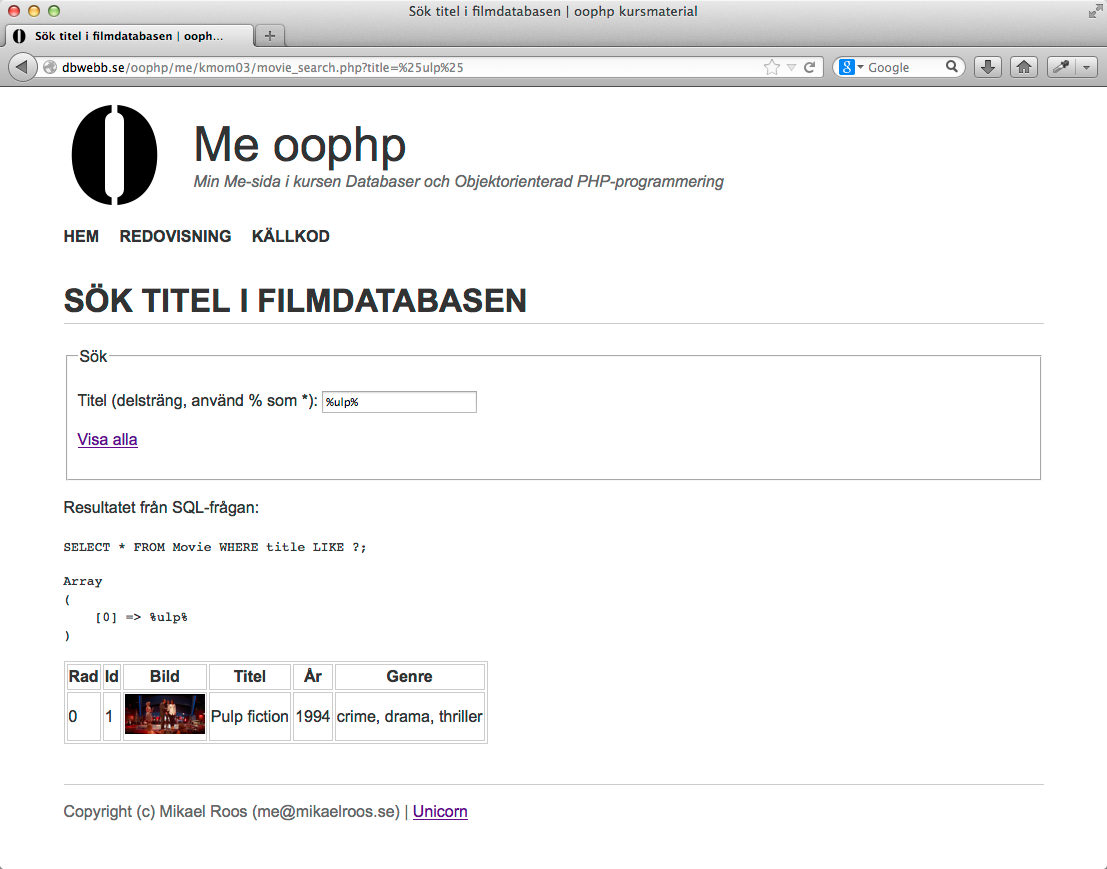 Sök titel i filmdatabasen | oophp kursmaterial
Sök titel i filmdatabasen | ooph...
dbwebb.se/oophp/me/kmom03/movie_search.php?title=%25ulp%25
Google
Me oophp
Min Me-sida i kursen Databaser och Objektorienterad PHP-programmering
HEM REDOVISNING KÄLLKOD
SÖK TITEL I FILMDATABASEN
Sök
Titel (delsträng, använd % som *): %ulp%
Visa alla
Resultatet från SQL-frågan:
SELECT * FROM Movie WHERE title LIKE ?;
Array
(
[0] => %ulp%
)
Rad Id Bild Titel År Genre
0 1 Pulp fiction 1994 crime, drama, thriller
Copyright (c) Mikael Roos (me@mikaelroos.se) | Unicorn